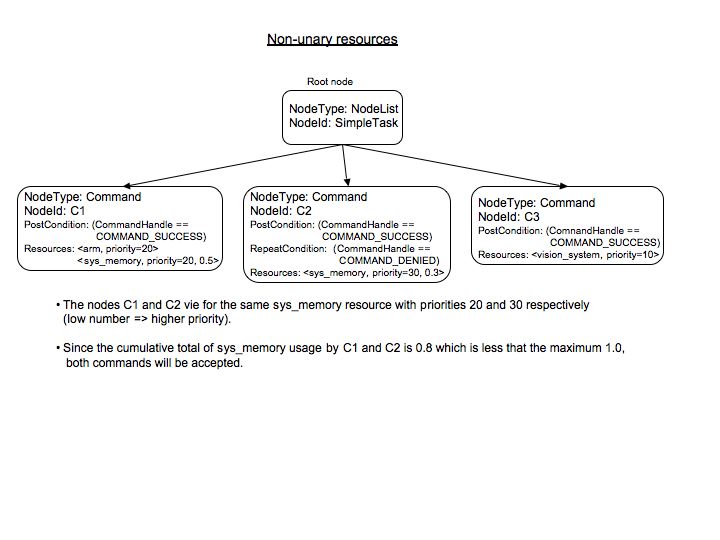 Non-unary resources
Root node
NodeType: NodeList
NodeId: SimpleTask
NodeType: Command
NodeId: C1
PostCondition: (CommandHandle ==
COMMAND_SUCCESS)
Resources: <arm, priority=20>
<sys_memory, priority=20, 0.5>
NodeType: Command
NodeId: C2
PostCondition: (CommandHandle ==
COMMAND_SUCCESS)
RepeatCondition: (CommandHandle ==
COMMAND_DENIED)
Resources: <sys_memory, priority=30, 0.3>
NodeType: Command
NodeId: C3
PostCondition: (CommandHandle ==
COMMAND_SUCCESS)
Resources: <vision_system, priority=10>
• The nodes C1 and C2 vie for the same sys_memory resource with priorities 20 and 30 respectively
(low number => higher priority).
• Since the cumulative total of sys_memory usage by C1 and C2 is 0.8 which is less that the maximum 1.0,
both commands will be accepted.